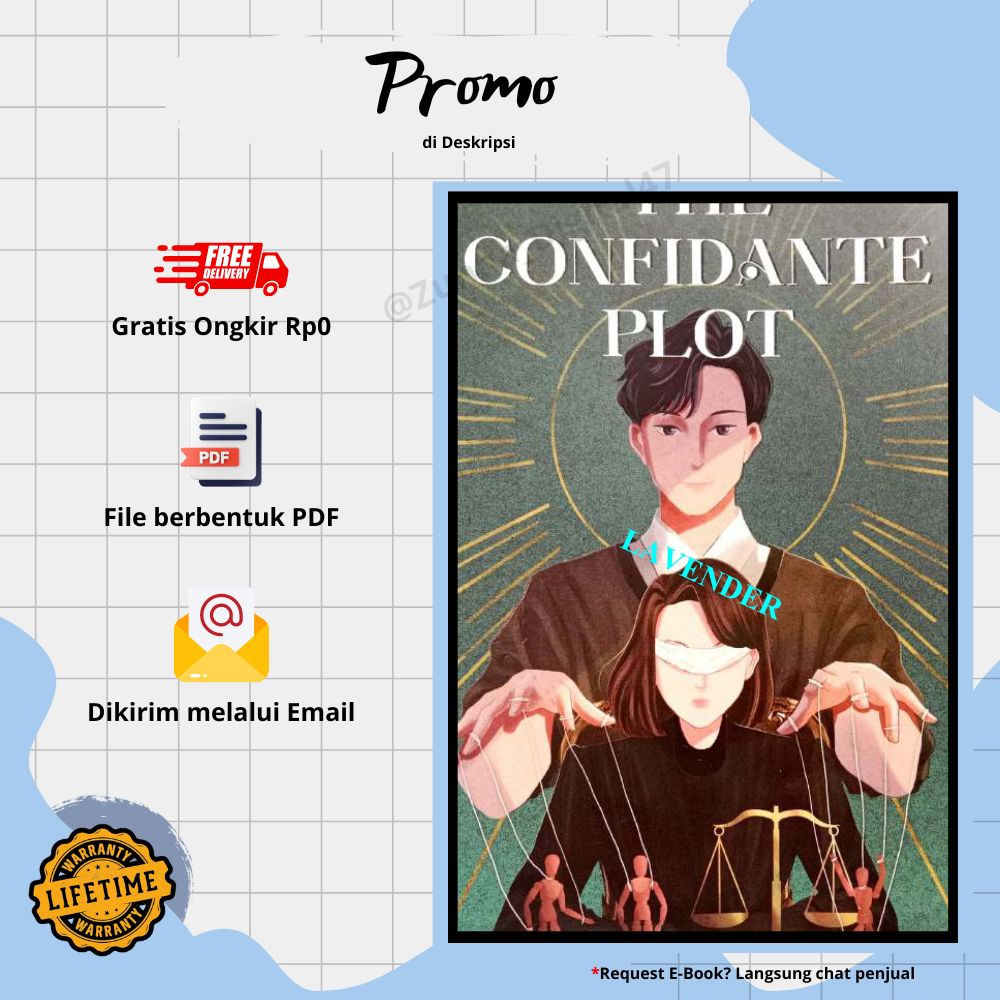 Promo
di Deskripsi
FREE
DELIVERY
Gratis Ongkir Rp0
PDF
File berbentuk PDF
@
Dikirim melalui Email
WARRANTY
LIFETIME
WARRANTY
THE
CONFIDANTE
PLOT
LAVENDER
*Request E-Book? Langsung chat penjual